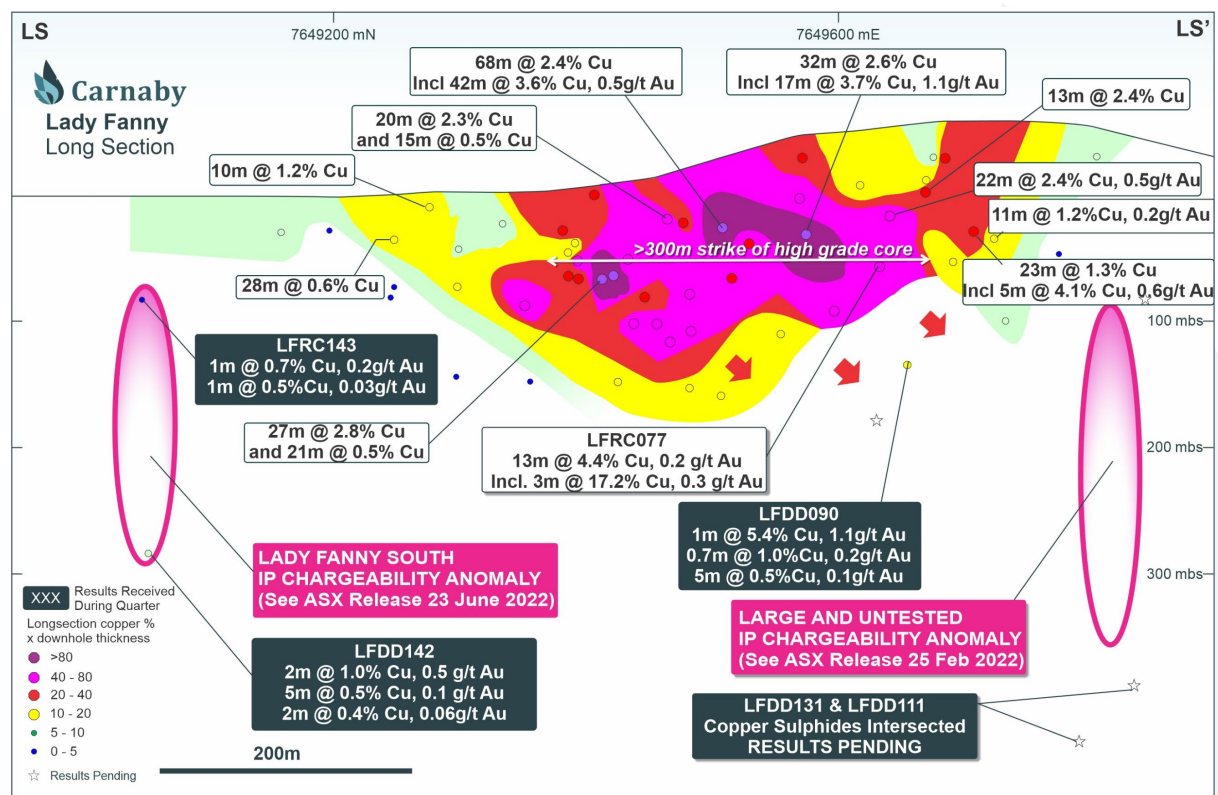 LS
LS'
7649200 mN
7649600 mE
Carnaby
Lady Fanny
Long Section
68m @ 2.4% Cu
Incl 42m @ 3.6% Cu, 0.5g/t Au
32m @ 2.6% Cu
Incl 17m @ 3.7% Cu, 1.1g/t Au
13m @ 2.4% Cu
20m @ 2.3% Cu
and 15m @ 0.5% Cu
10m @ 1.2% Cu
22m @ 2.4% Cu, 0.5g/t Au
11m @ 1.2%Cu, 0.2g/t Au
>300m strike of high grade core
28m @ 0.6% Cu
23m @ 1.3% Cu
Incl 5m @ 4.1% Cu, 0.6g/t Au
100 mbs
LFRC143
1m @ 0.7% Cu, 0.2g/t Au
1m @ 0.5%Cu, 0.03g/t Au
27m @ 2.8% Cu
and 21m @ 0.5% Cu
LFRC077
13m @ 4.4% Cu, 0.2 g/t Au
Incl. 3m @ 17.2% Cu, 0.3 g/t Au
200 mbs
LFDD090
1m @ 5.4% Cu, 1.1g/t Au
0.7m @ 1.0%Cu, 0.2g/t Au
5m @ 0.5%Cu, 0.1g/t Au
LADY FANNY SOUTH
IP CHARGEABILITY ANOMALY
(See ASX Release 23 June 2022)
300 mbs
LARGE AND UNTESTED
IP CHARGEABILITY ANOMALY
(See ASX Release 25 Feb 2022)
XXX Results Received
During Quarter
Longsection copper %
x downhole thickness
>80
40 - 80
20 - 40
10 - 20
5 - 10
0 - 5
Results Pending
LFDD142
2m @ 1.0% Cu, 0.5 g/t Au
5m @ 0.5% Cu, 0.1 g/t Au
2m @ 0.4% Cu, 0.06g/t Au
LFDD131 & LFDD111
Copper Sulphides Intersected
RESULTS PENDING
200m